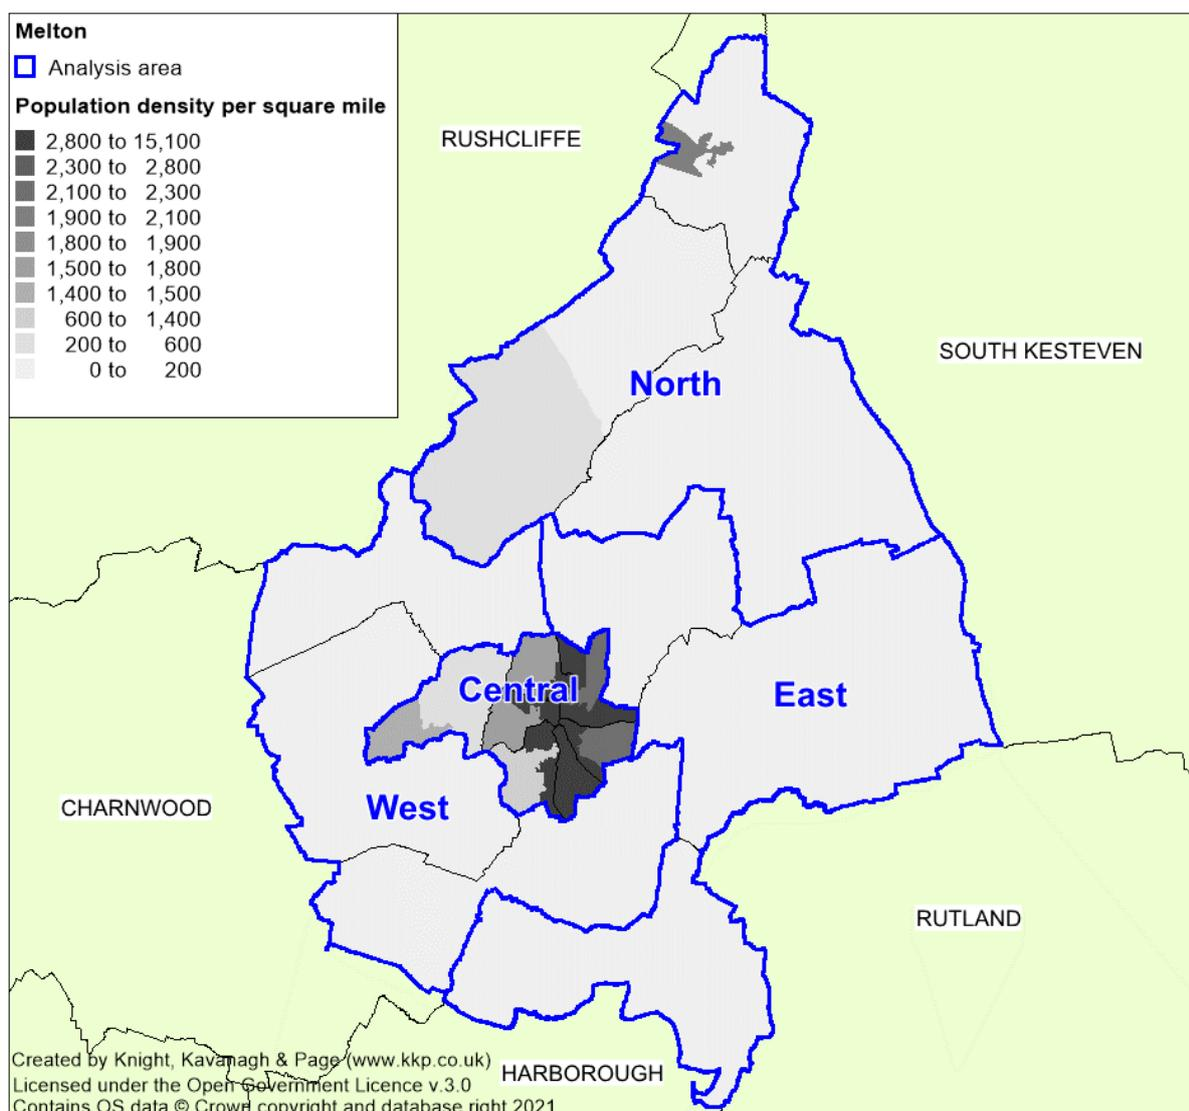 Melton
Analysis area
Population density per square mile
2,800 to 15,100
2,300 to 2,800
2,100 to 2,300
1,900 to 2,100
1,800 to 1,900
1,500 to 1,800
1,400 to 1,500
600 to 1,400
200 to 600
0 to 200
RUSHCLIFFE
SOUTH KESTEVEN
North
Central
East
West
CHARNWOOD
RUTLAND
HARBOROUGH
Created by Knight, Kavanagh & Page (www.kkp.co.uk)
Licensed under the Open Government Licence v.3.0
Contains OS data © Crown copyright and database right 2021